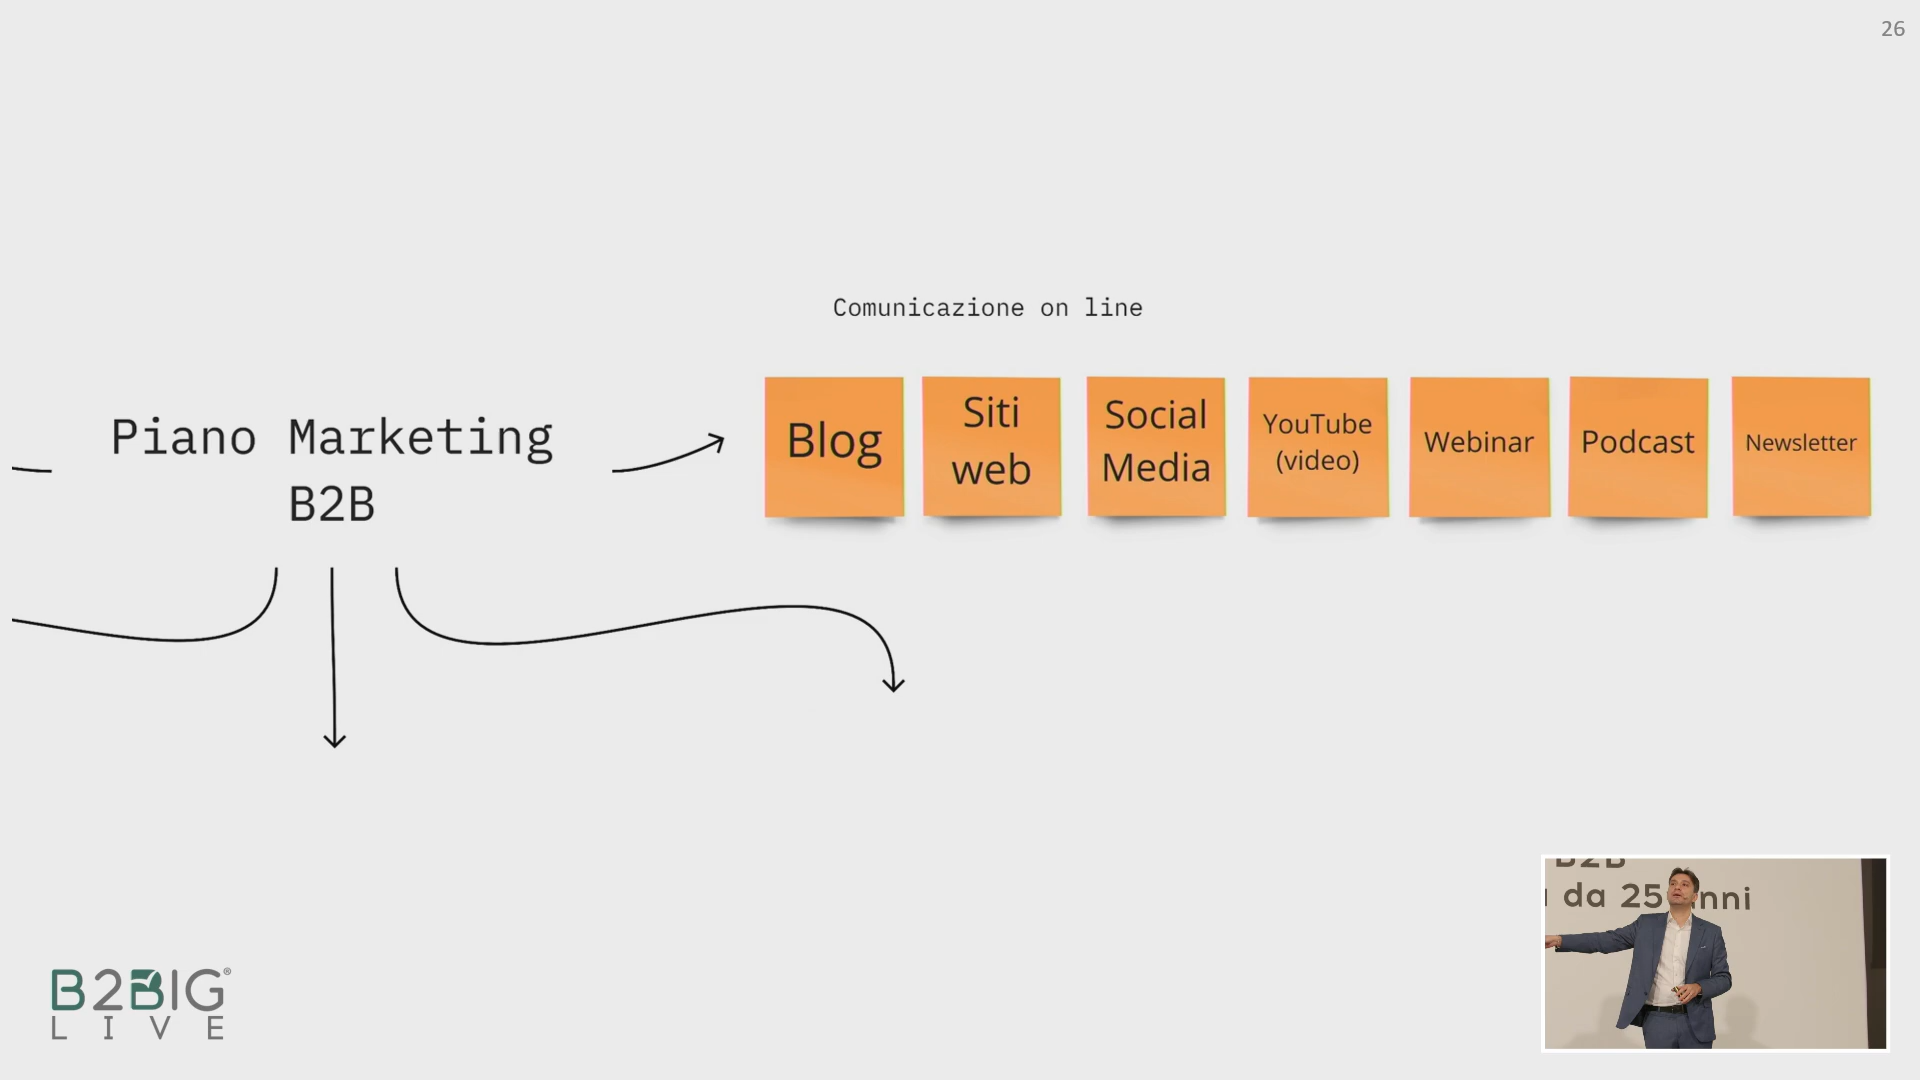 26
Comunicazione on line
Piano Marketing
B2B
Blog
Siti
web
Social
Media
YouTube
(video)
Webinar
Podcast
Newsletter
B2B
da 25 nni
B2BIG®
LIVE